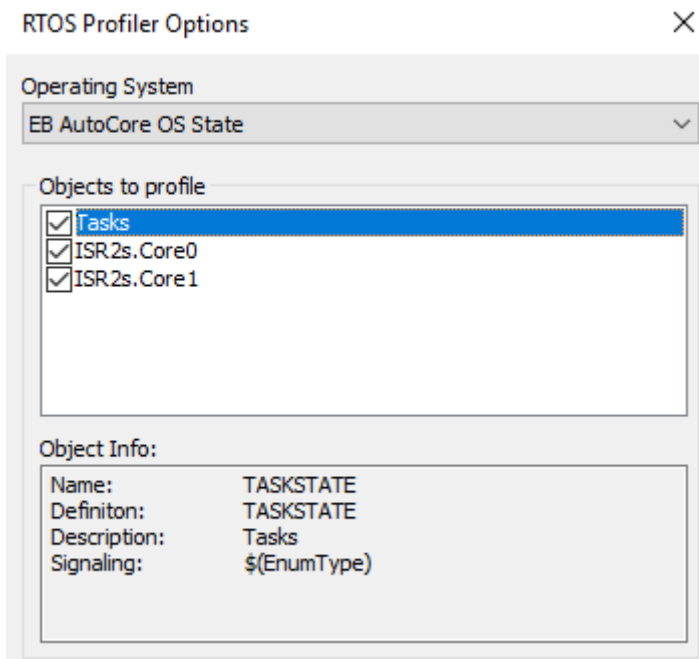 RTOS Profiler Options
Operating System
EB AutoCore OS State
Objects to profile
Tasks
ISR2s.Core0
ISR2s.Core1
Object Info:
Name: TASKSTATE
Definiton: TASKSTATE
Description: Tasks
Signaling: $(EnumType)